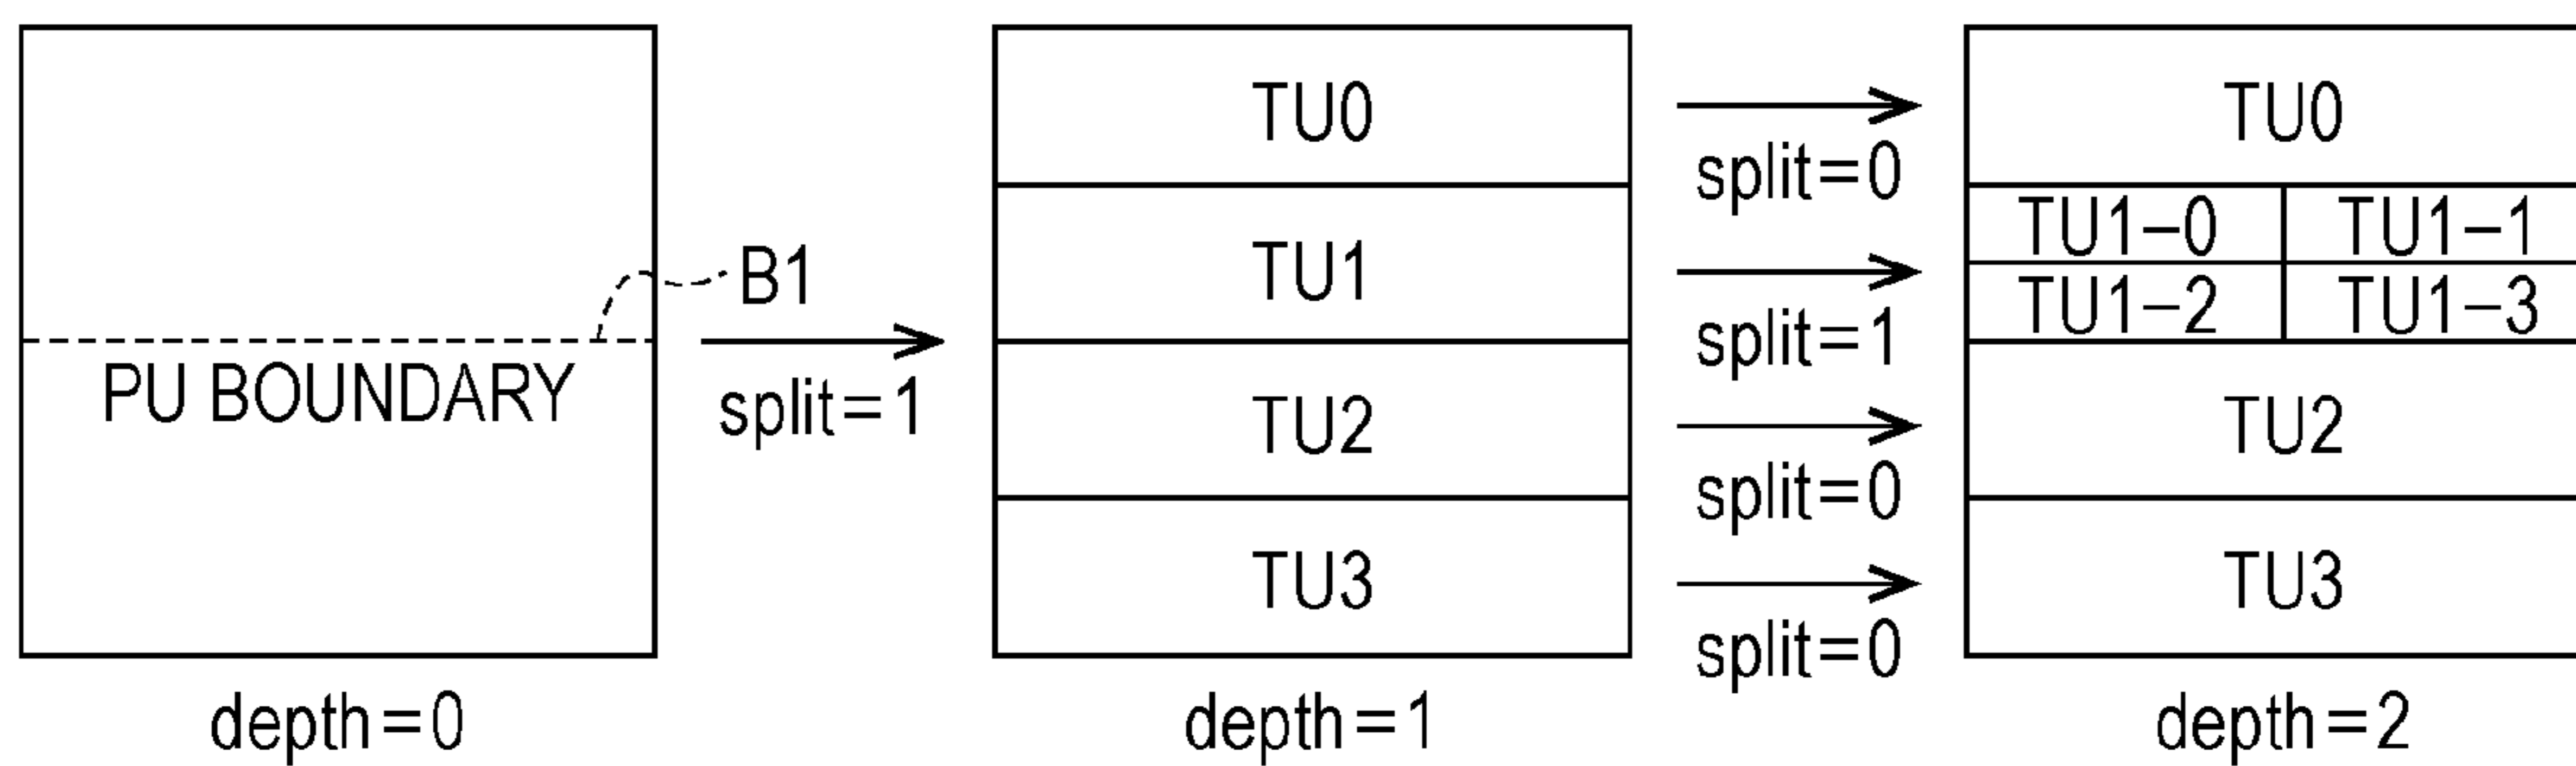 B1
PU BOUNDARY
split=1
depth=0
TU0
TU1
TU2
TU3
depth=1
split=0
split=1
split=0
split=0
TU0
TU1–0 TU1–1
TU1–2 TU1–3
TU2
TU3
depth=2